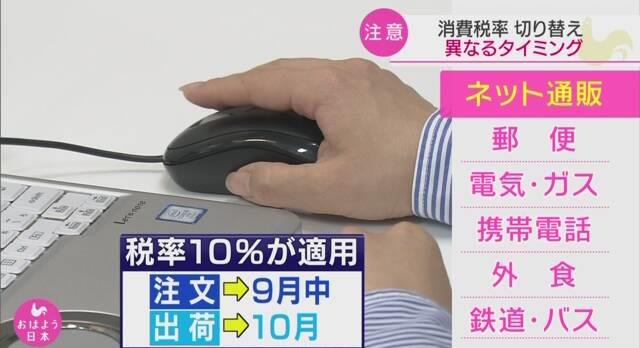 注意
消費税率 切り替え
異なるタイミング
ネット通販
郵便
電気・ガス
携帯電話
外食
鉄道・バス
税率10%が適用
注文➡9月中
出荷➡10月
おはよう
日本
Lenovo